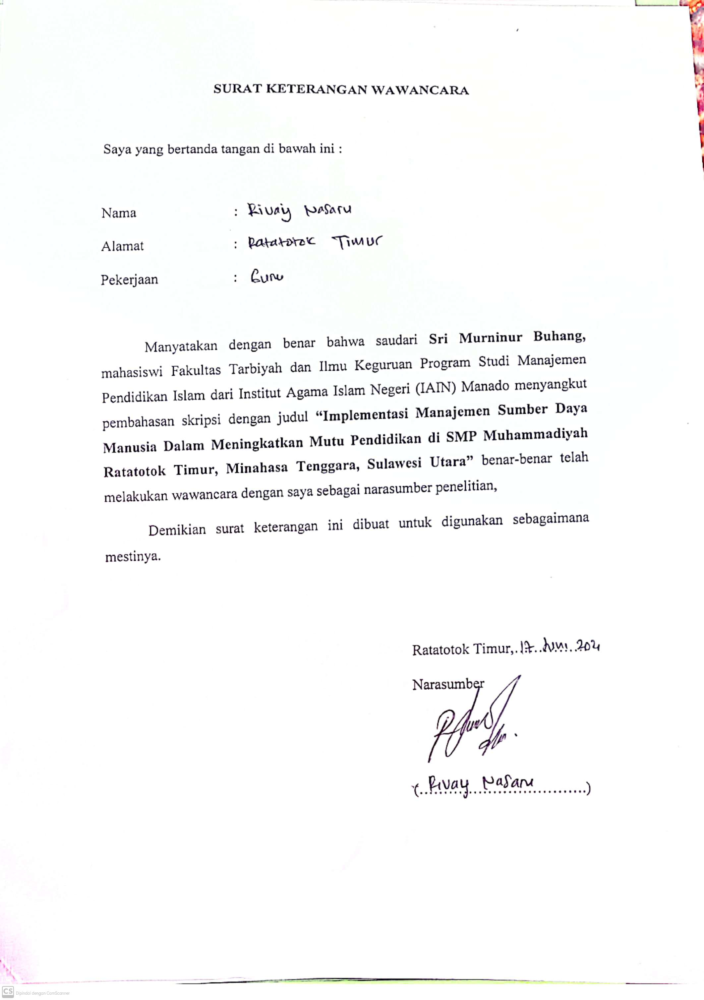 SURAT KETERANGAN WAWANCARA
Saya yang bertanda tangan di bawah ini :
Nama : Rivay Nasaru
Alamat : Ratatotok Timur
Pekerjaan : Guru
Manyatakan dengan benar bahwa saudari Sri Murninur Buhang,
mahasiswi Fakultas Tarbiyah dan Ilmu Keguruan Program Studi Manajemen
Pendidikan Islam dari Institut Agama Islam Negeri (IAIN) Manado menyangkut
pembahasan skripsi dengan judul “Implementasi Manajemen Sumber Daya
Manusia Dalam Meningkatkan Mutu Pendidikan di SMP Muhammadiyah
Ratatotok Timur, Minahasa Tenggara, Sulawesi Utara” benar-benar telah
melakukan wawancara dengan saya sebagai narasumber penelitian,
Demikian surat keterangan ini dibuat untuk digunakan sebagaimana
mestinya.
Ratatotok Timur, 17 Juni
Narasumber
(Rivay Nasaru)
CS Dipindai dengan CamScanner